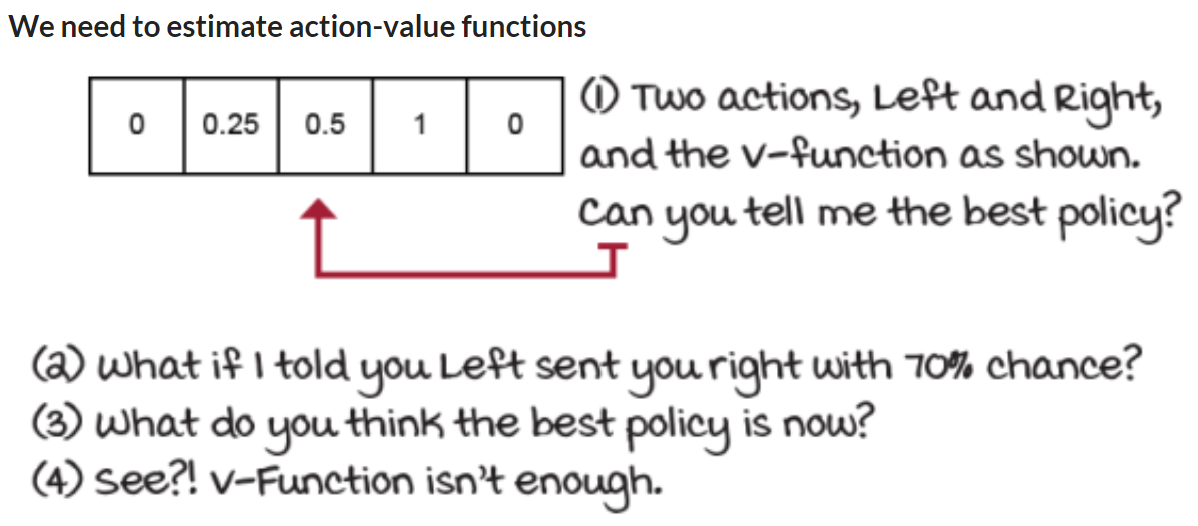 We need to estimate action-value functions
0 0.25 0.5 1 0
(1) Two actions, Left and Right,
and the v-function as shown.
Can you tell me the best policy?
(2) What if I told you Left sent you right with 70% chance?
(3) What do you think the best policy is now?
(4) See?! V-Function isn't enough.